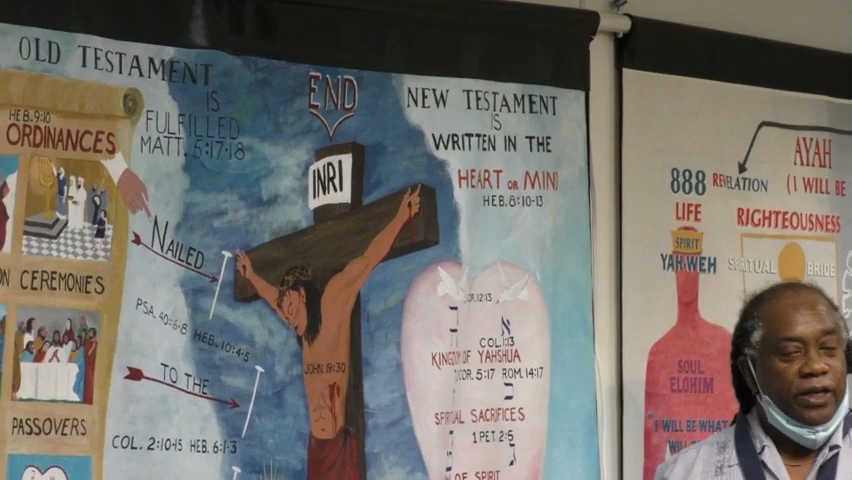 OLD TESTAMENT
IS
FULFILLED
MATT. 5:17-18
HEB. 9:10
ORDINANCES
CEREMONIES
PASSOVERS
NAILED
PSA. 40:6-8 HEB. 10:4-5
TO THE
COL. 2:10-15 HEB. 6:1-3
END
INRI
JOHN 19:30
NEW TESTAMENT
IS
WRITTEN IN THE
HEART OR MIND
HEB. 8:10-13
COR. 12:13
COL. 1:13
KINGDOM OF YAHSHUA
2COR. 5:17 ROM. 14:17
SPIRITUAL SACRIFICES
1 PET. 2:5
OF SPIRIT
888 REVELATION
AYAH
(I WILL BE
LIFE
RIGHTEOUSNESS
SPIRIT
YAH-WEH
SPIRITUAL BRIDE
SOUL
ELOHIM
"I WILL BE WHAT